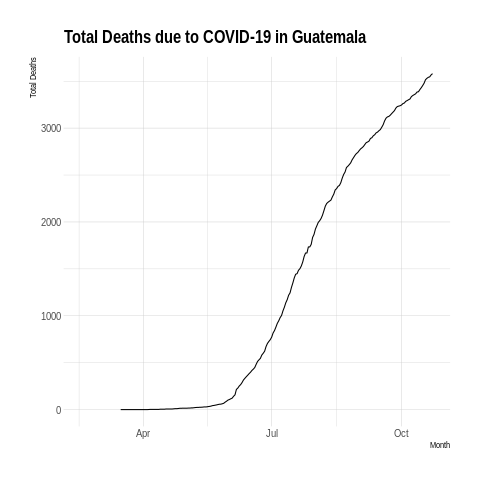 Total Deaths due to COVID-19 in Guatemala
Total Deaths
3000
2000
1000
0
Apr
Jul
Oct
Month